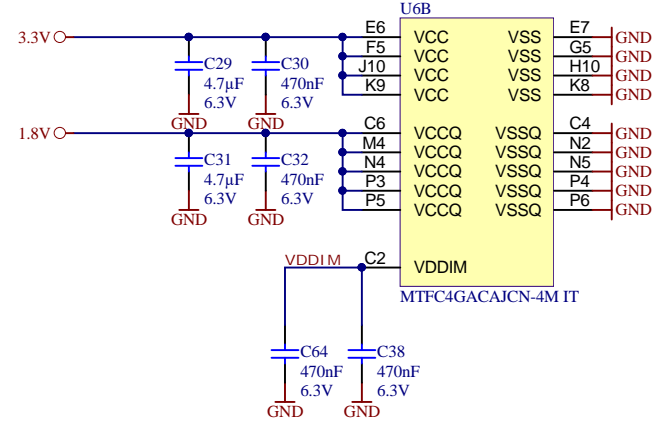 U6B
3.3V E6 VCC VSS E7 GND
F5 VCC VSS G5 GND
J10 VCC VSS H10 GND
K9 VCC VSS K8 GND
C29 C30
4.7µF 470nF
6.3V 6.3V
GND GND
1.8V C6 VCCQ VSSQ C4 GND
M4 VCCQ VSSQ N2 GND
N4 VCCQ VSSQ N5 GND
P3 VCCQ VSSQ P4 GND
P5 VCCQ VSSQ P6 GND
C31 C32
4.7µF 470nF
6.3V 6.3V
GND GND
VDDIM C2 VDDIM
MTFC4GACAJCN-4M IT
C64 C38
470nF 470nF
6.3V 6.3V
GND GND